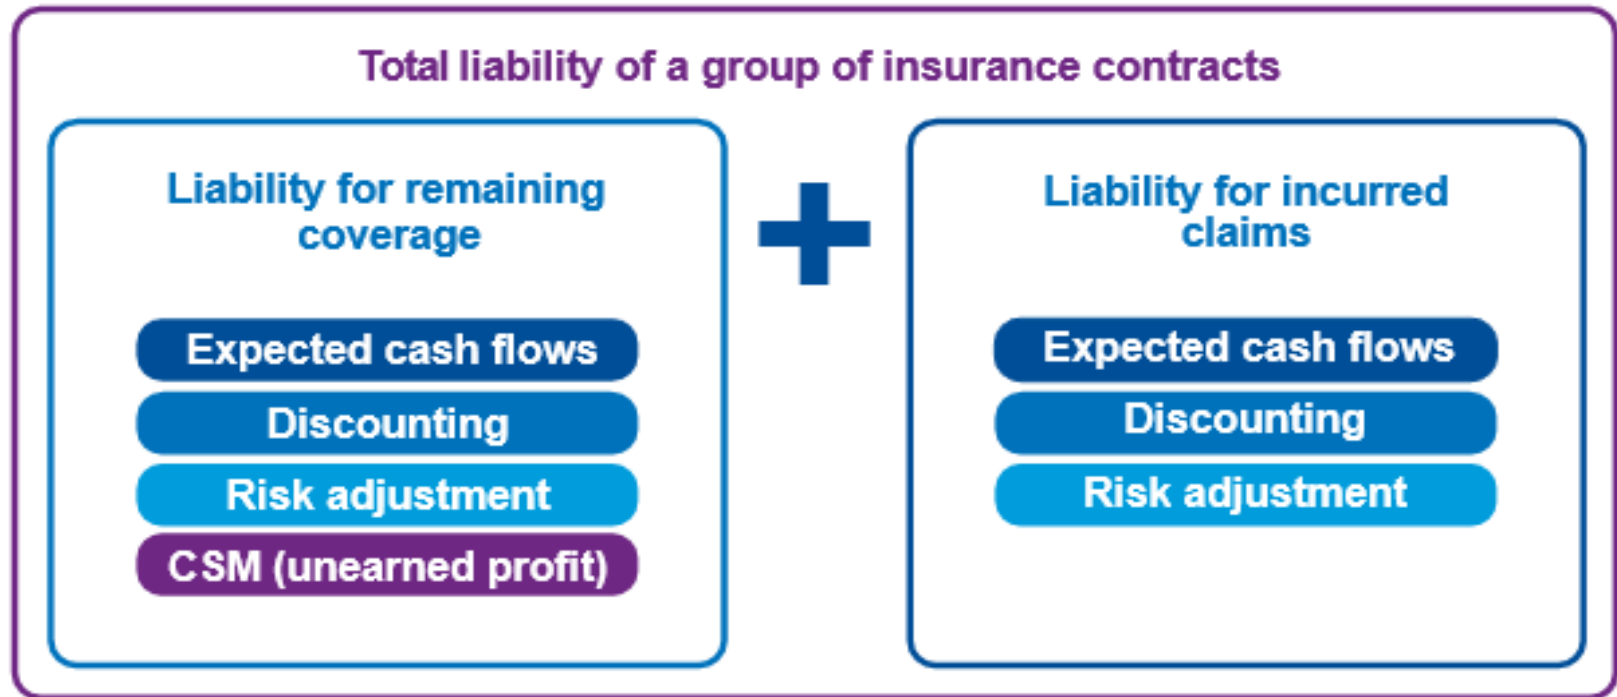 Total liability of a group of insurance contracts
Liability for remaining
coverage
Expected cash flows
Discounting
Risk adjustment
CSM (unearned profit)
+
Liability for incurred
claims
Expected cash flows
Discounting
Risk adjustment